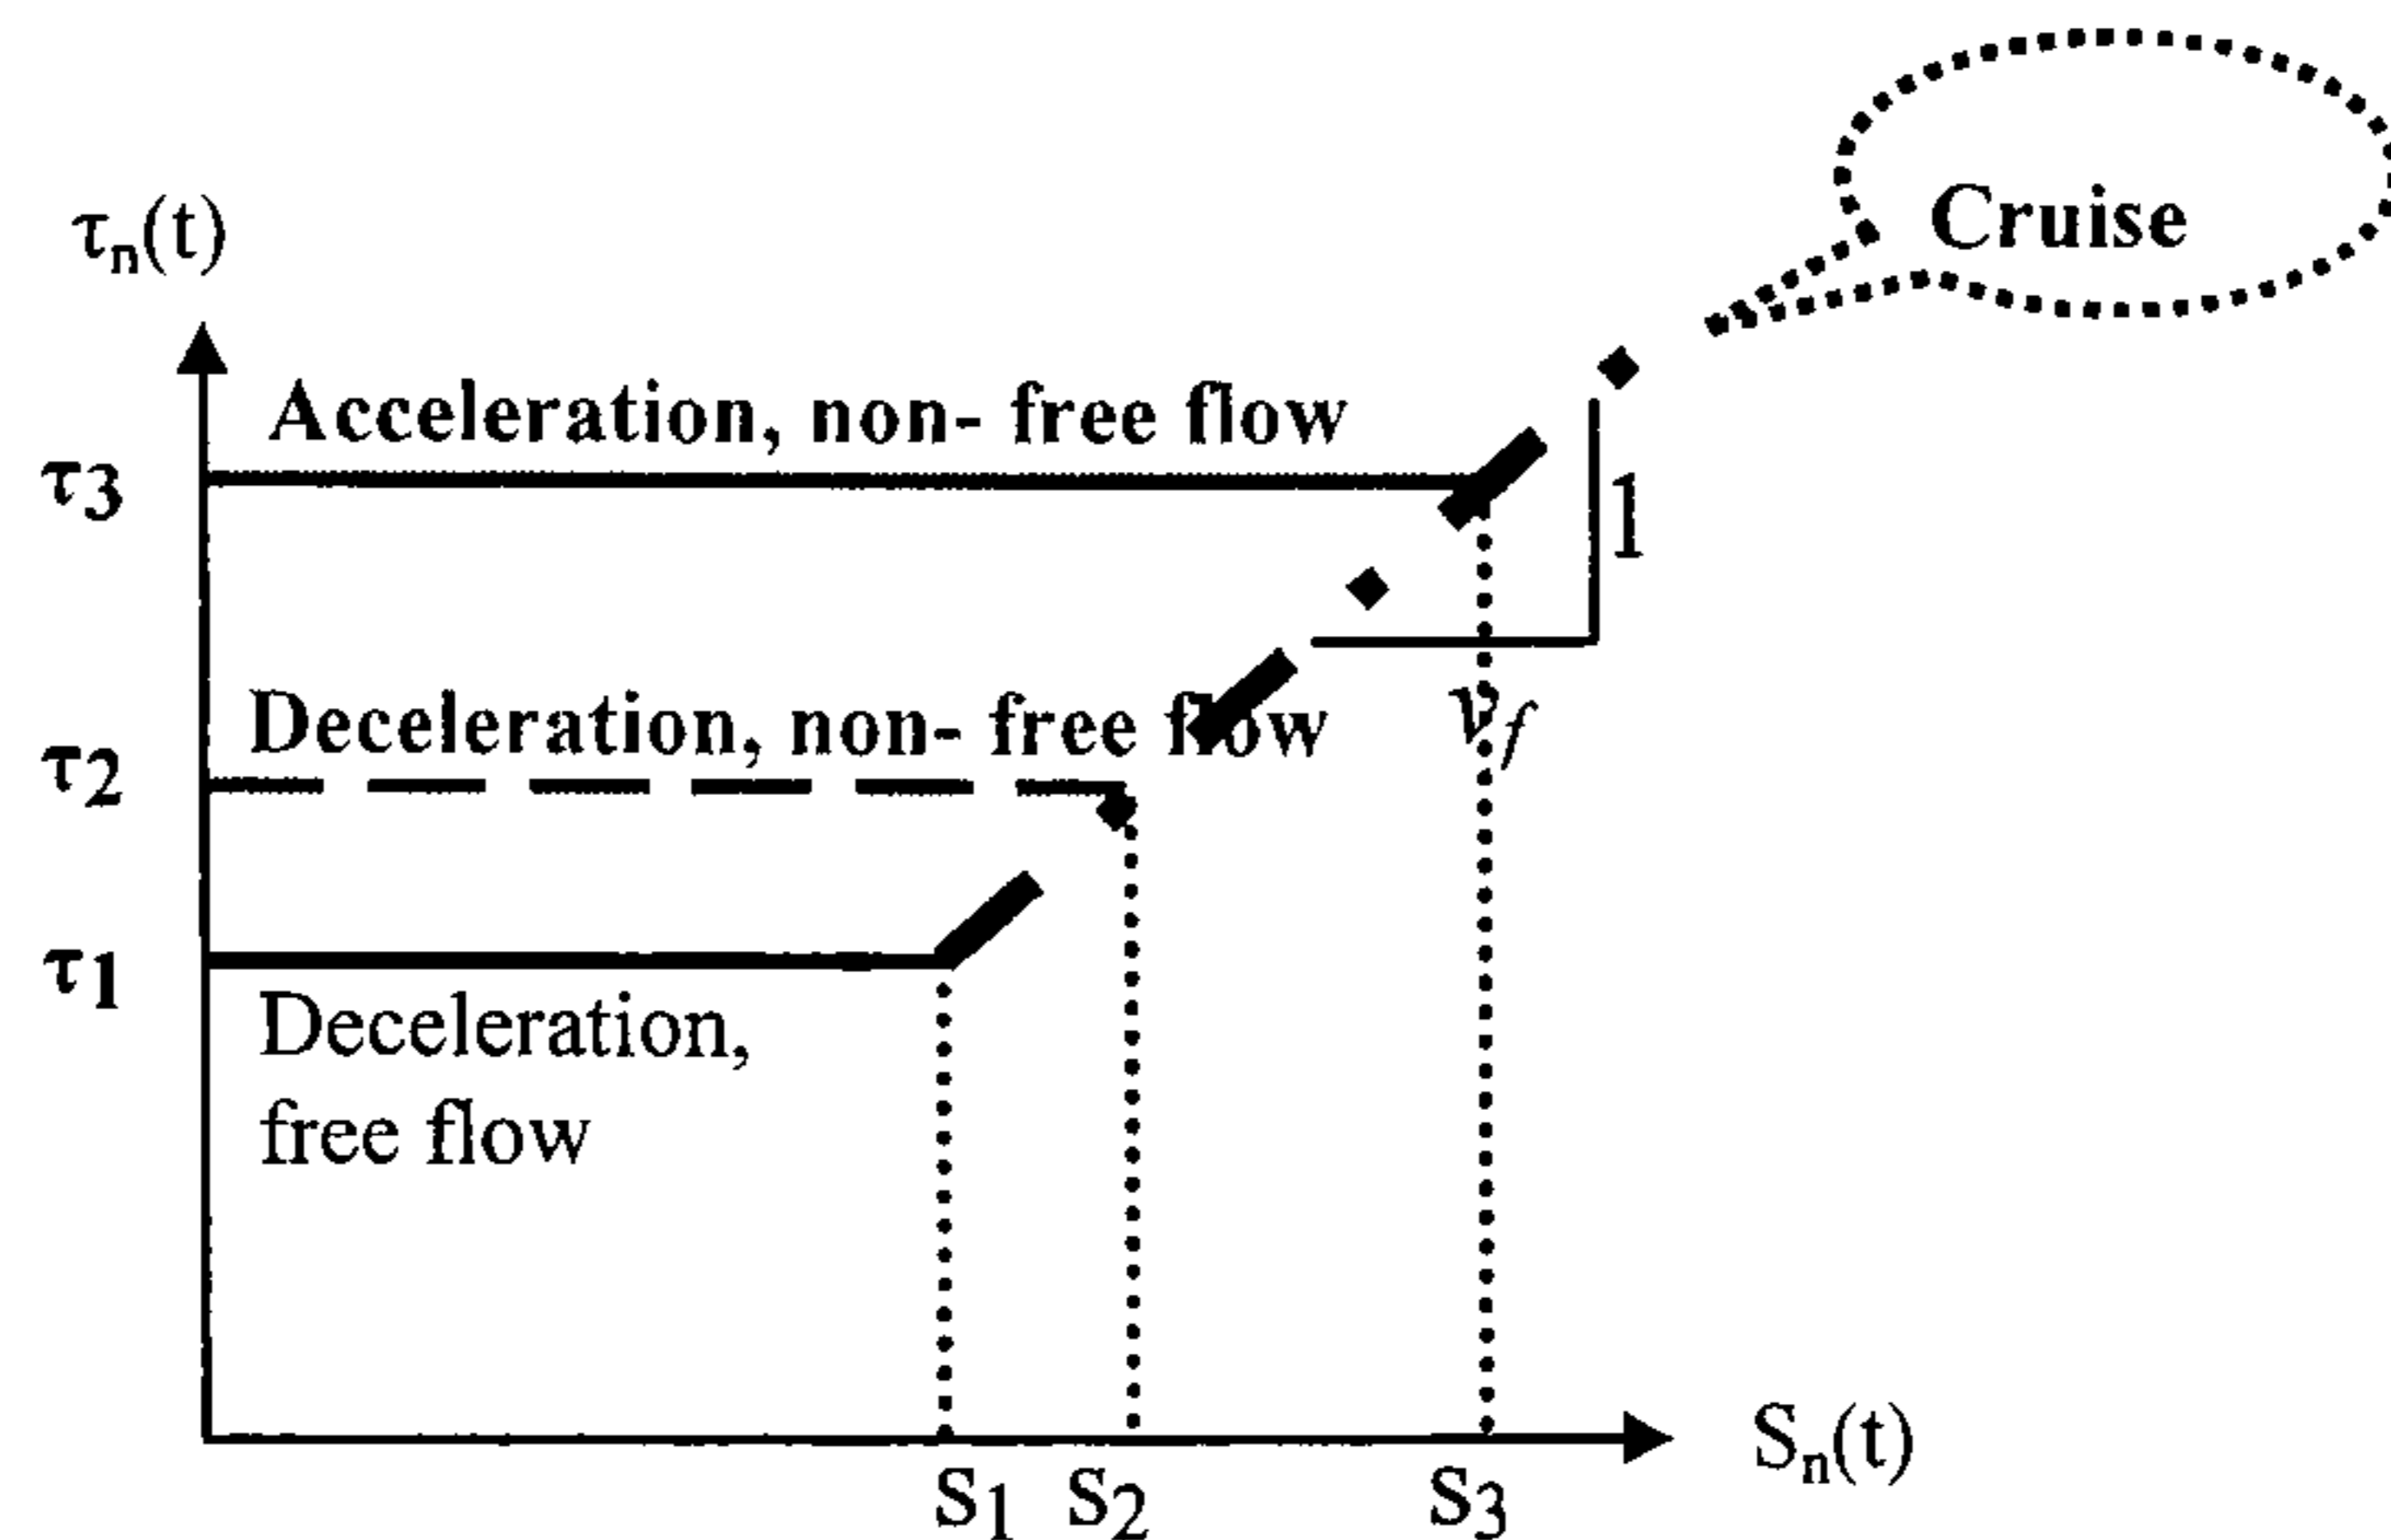 Cruise
τn(t)
Acceleration, non- free flow
τ3
1
Deceleration, non- free flow
vf
τ2
τ1
Deceleration,
free flow
Sn(t)
S1 S2 S3